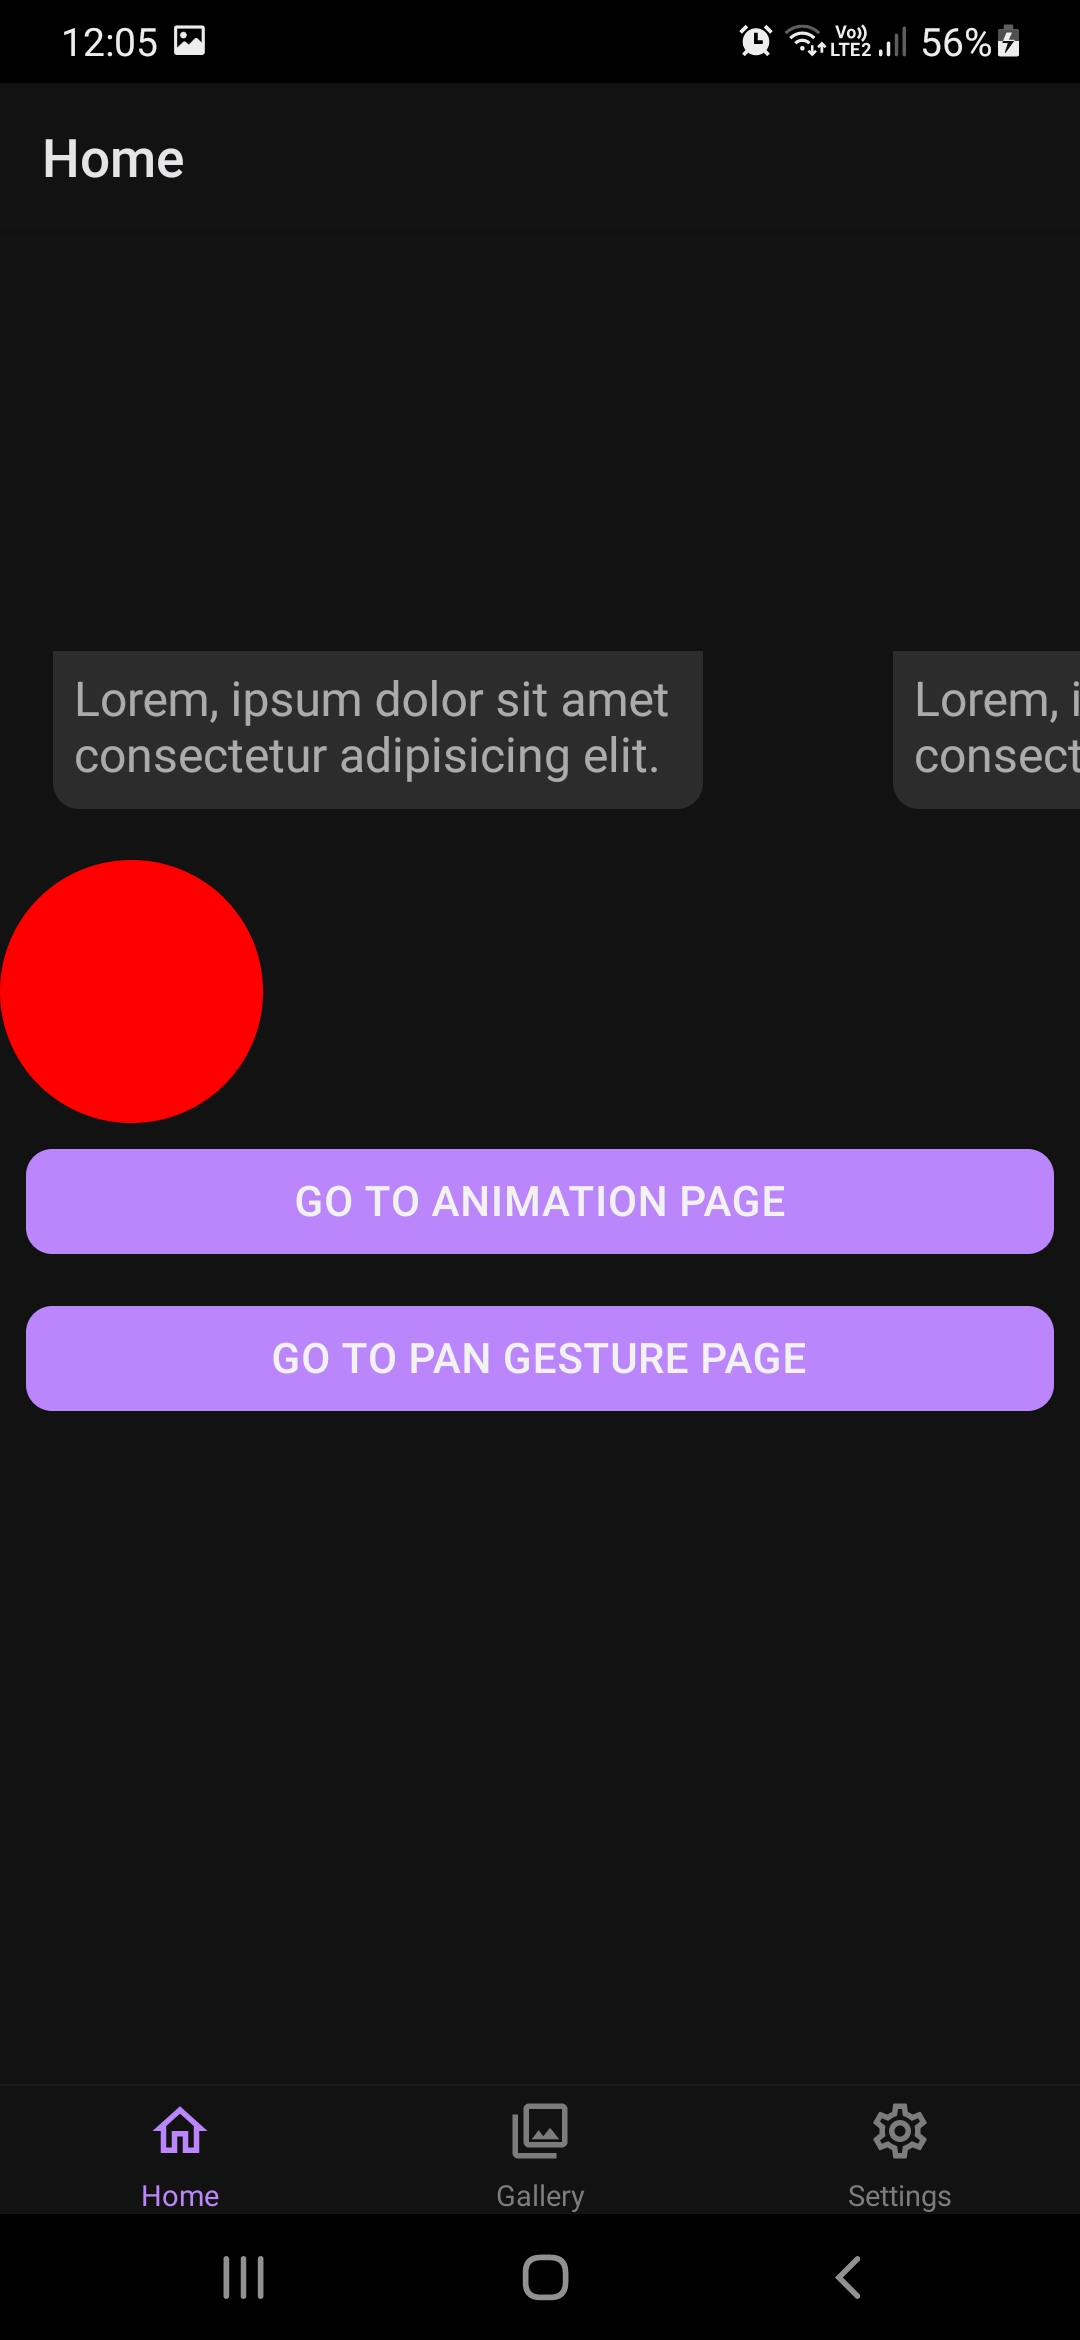 12:05
Vo))
LTE2
56%
Home
Lorem, ipsum dolor sit amet
consectetur adipisicing elit.
Lorem, i
consect
GO TO ANIMATION PAGE
GO TO PAN GESTURE PAGE
Home
Gallery
Settings